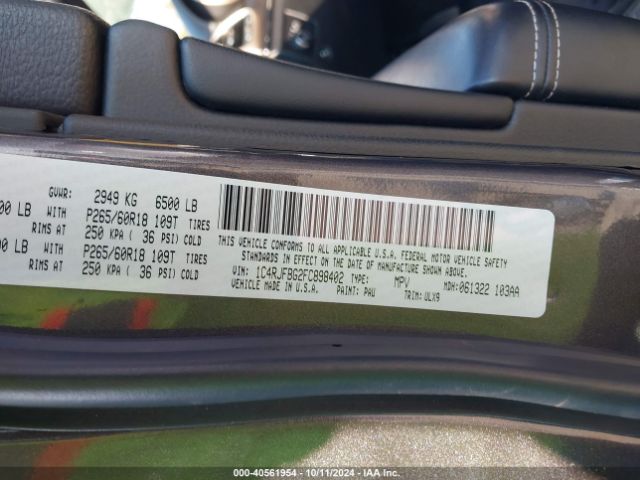 GVWR: 2949 KG 6500 LB
00 LB WITH P265/60R18 109T TIRES
RIMS AT 250 KPA ( 36 PSI) COLD
00 LB WITH P265/60R18 109T TIRES
RIMS AT 250 KPA ( 36 PSI) COLD
THIS VEHICLE CONFORMS TO ALL APPLICABLE U.S.A. FEDERAL MOTOR VEHICLE SAFETY
STANDARDS IN EFFECT ON THE DATE OF MANUFACTURE SHOWN ABOVE.
VIN: 1C4RJFBG2FC898402 TYPE: MPV MDH: 061322 103AA
VEHICLE MADE IN U.S.A. PAINT: PAU TRIM: ULX9
000-40561954 | 10/11/2024 | IAA Inc.